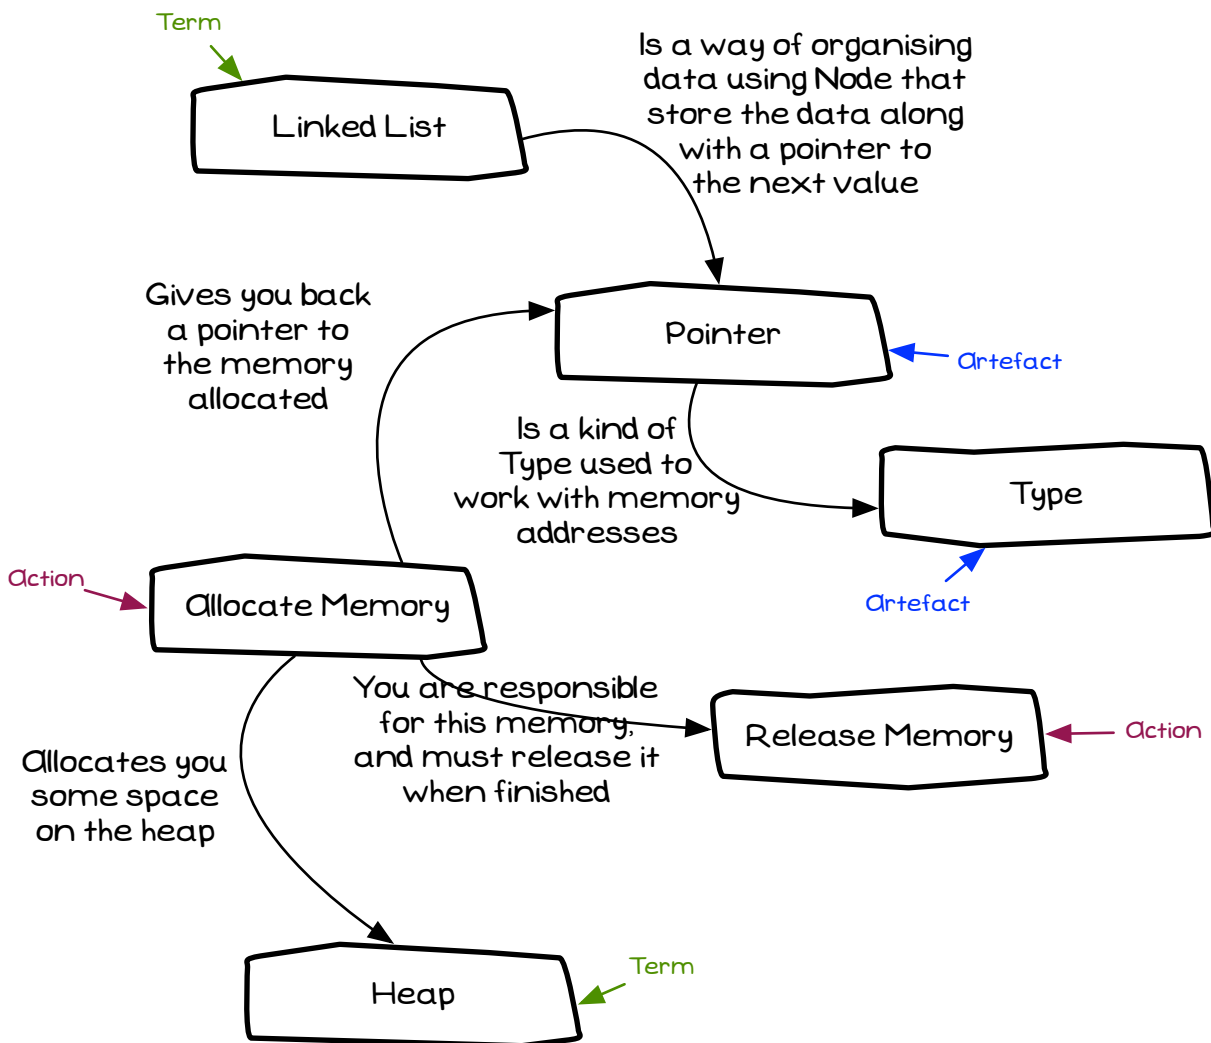 Term
Linked List
Is a way of organising
data using Node that
store the data along
with a pointer to
the next value
Gives you back
a pointer to
the memory
allocated
Pointer
Artefact
Is a kind of
Type used to
work with memory
addresses
Type
Artefact
Action
Allocate Memory
You are responsible
for this memory,
and must release it
when finished
Release Memory
Action
Allocates you
some space
on the heap
Heap
Term